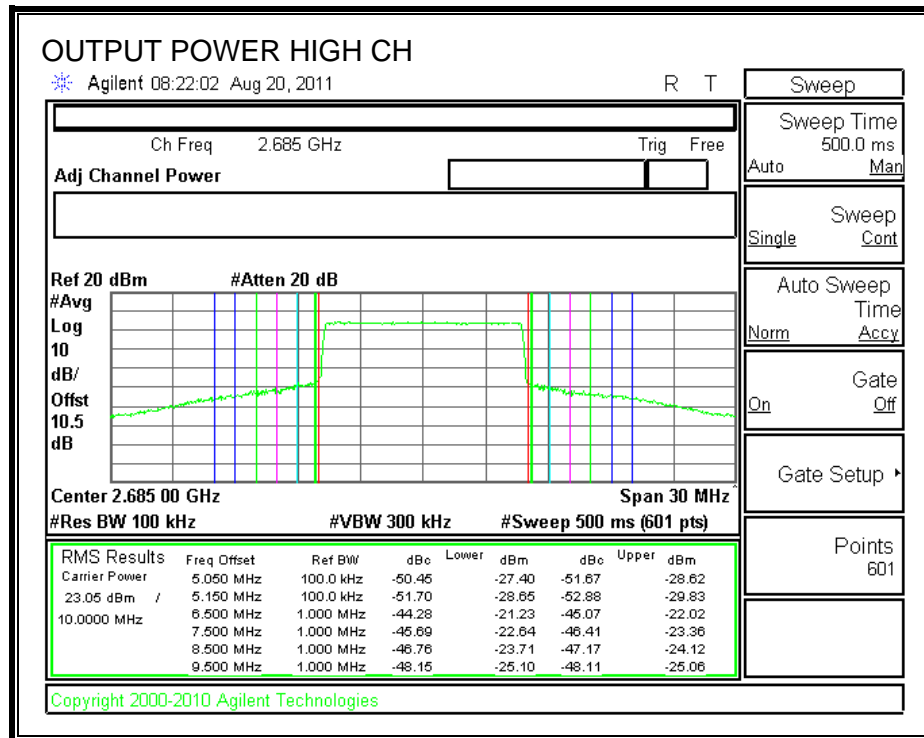 OUTPUT POWER HIGH CH
Agilent 08:22:02 Aug 20, 2011 R T
Ch Freq 2.685 GHz Trig Free
Adj Channel Power
Ref 20 dBm #Atten 20 dB
#Avg
Log
10
dB/
Offst
10.5
dB
Center 2.685 00 GHz Span 30 MHz
#Res BW 100 kHz #VBW 300 kHz #Sweep 500 ms (601 pts)
RMS Results Freq Offset Ref BW dBc Lower dBm dBc Upper dBm
Carrier Power 5.050 MHz 100.0 kHz -50.45 -27.40 -51.67 -28.62
23.05 dBm / 5.150 MHz 100.0 kHz -51.70 -28.65 -52.88 -29.83
10.0000 MHz 6.500 MHz 1.000 MHz -44.28 -21.23 -45.07 -22.02
7.500 MHz 1.000 MHz -45.69 -22.64 -46.41 -23.36
8.500 MHz 1.000 MHz -46.76 -23.71 -47.17 -24.12
9.500 MHz 1.000 MHz -48.15 -25.10 -48.11 -25.06
Copyright 2000-2010 Agilent Technologies
Sweep
Sweep Time
500.0 ms
Auto Man
Sweep
Single Cont
Auto Sweep
Time
Norm Accy
Gate
On Off
Gate Setup
Points
601